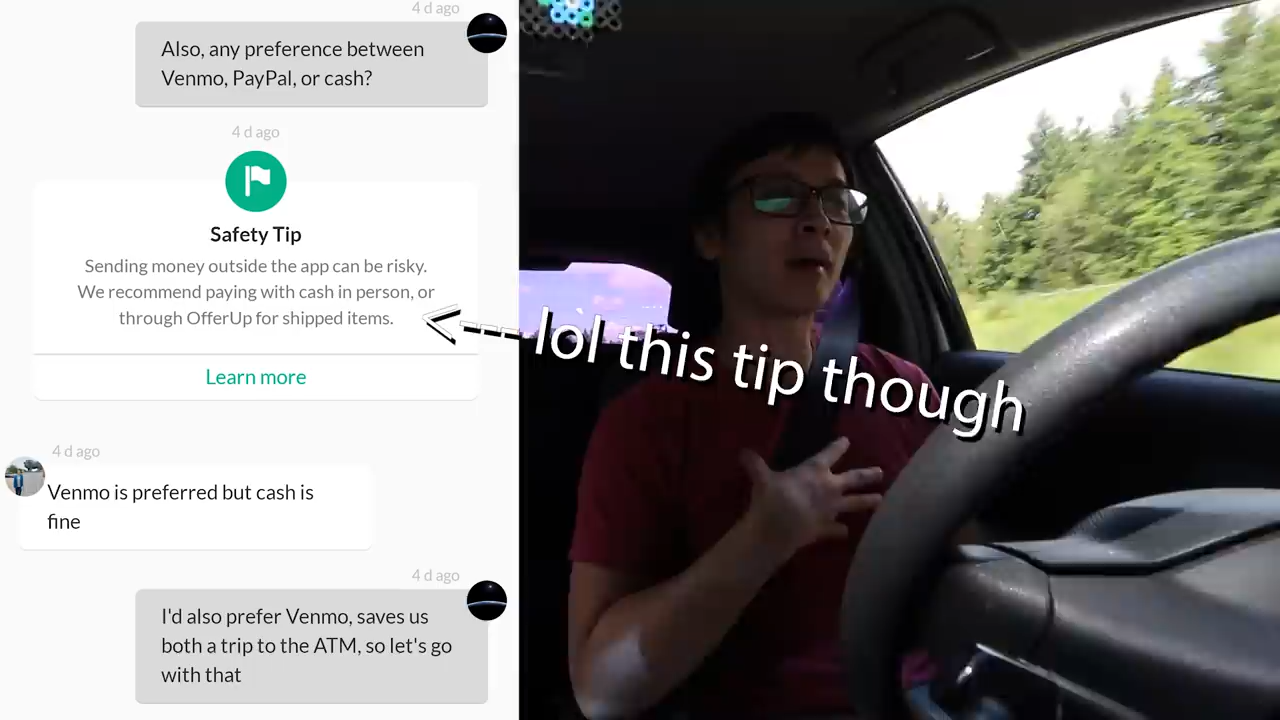 4 d ago
Also, any preference between
Venmo, PayPal, or cash?
4 d ago
Safety Tip
Sending money outside the app can be risky.
We recommend paying with cash in person, or
through OfferUp for shipped items.
Learn more
lol this tip though
4 d ago
Venmo is preferred but cash is
fine
4 d ago
I'd also prefer Venmo, saves us
both a trip to the ATM, so let's go
with that